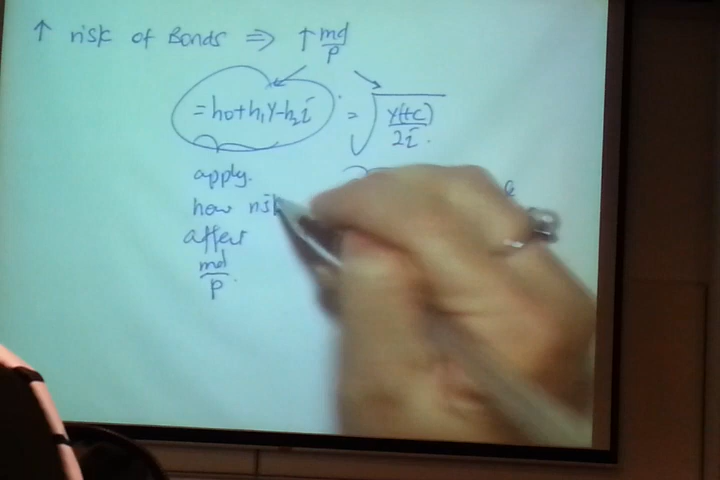 ↑ risk of Bonds ⇒ ↑ md/P
= h0+h1Y-h2i = √(Y(tc)/2i)
apply.
how risk
affect
md/P.